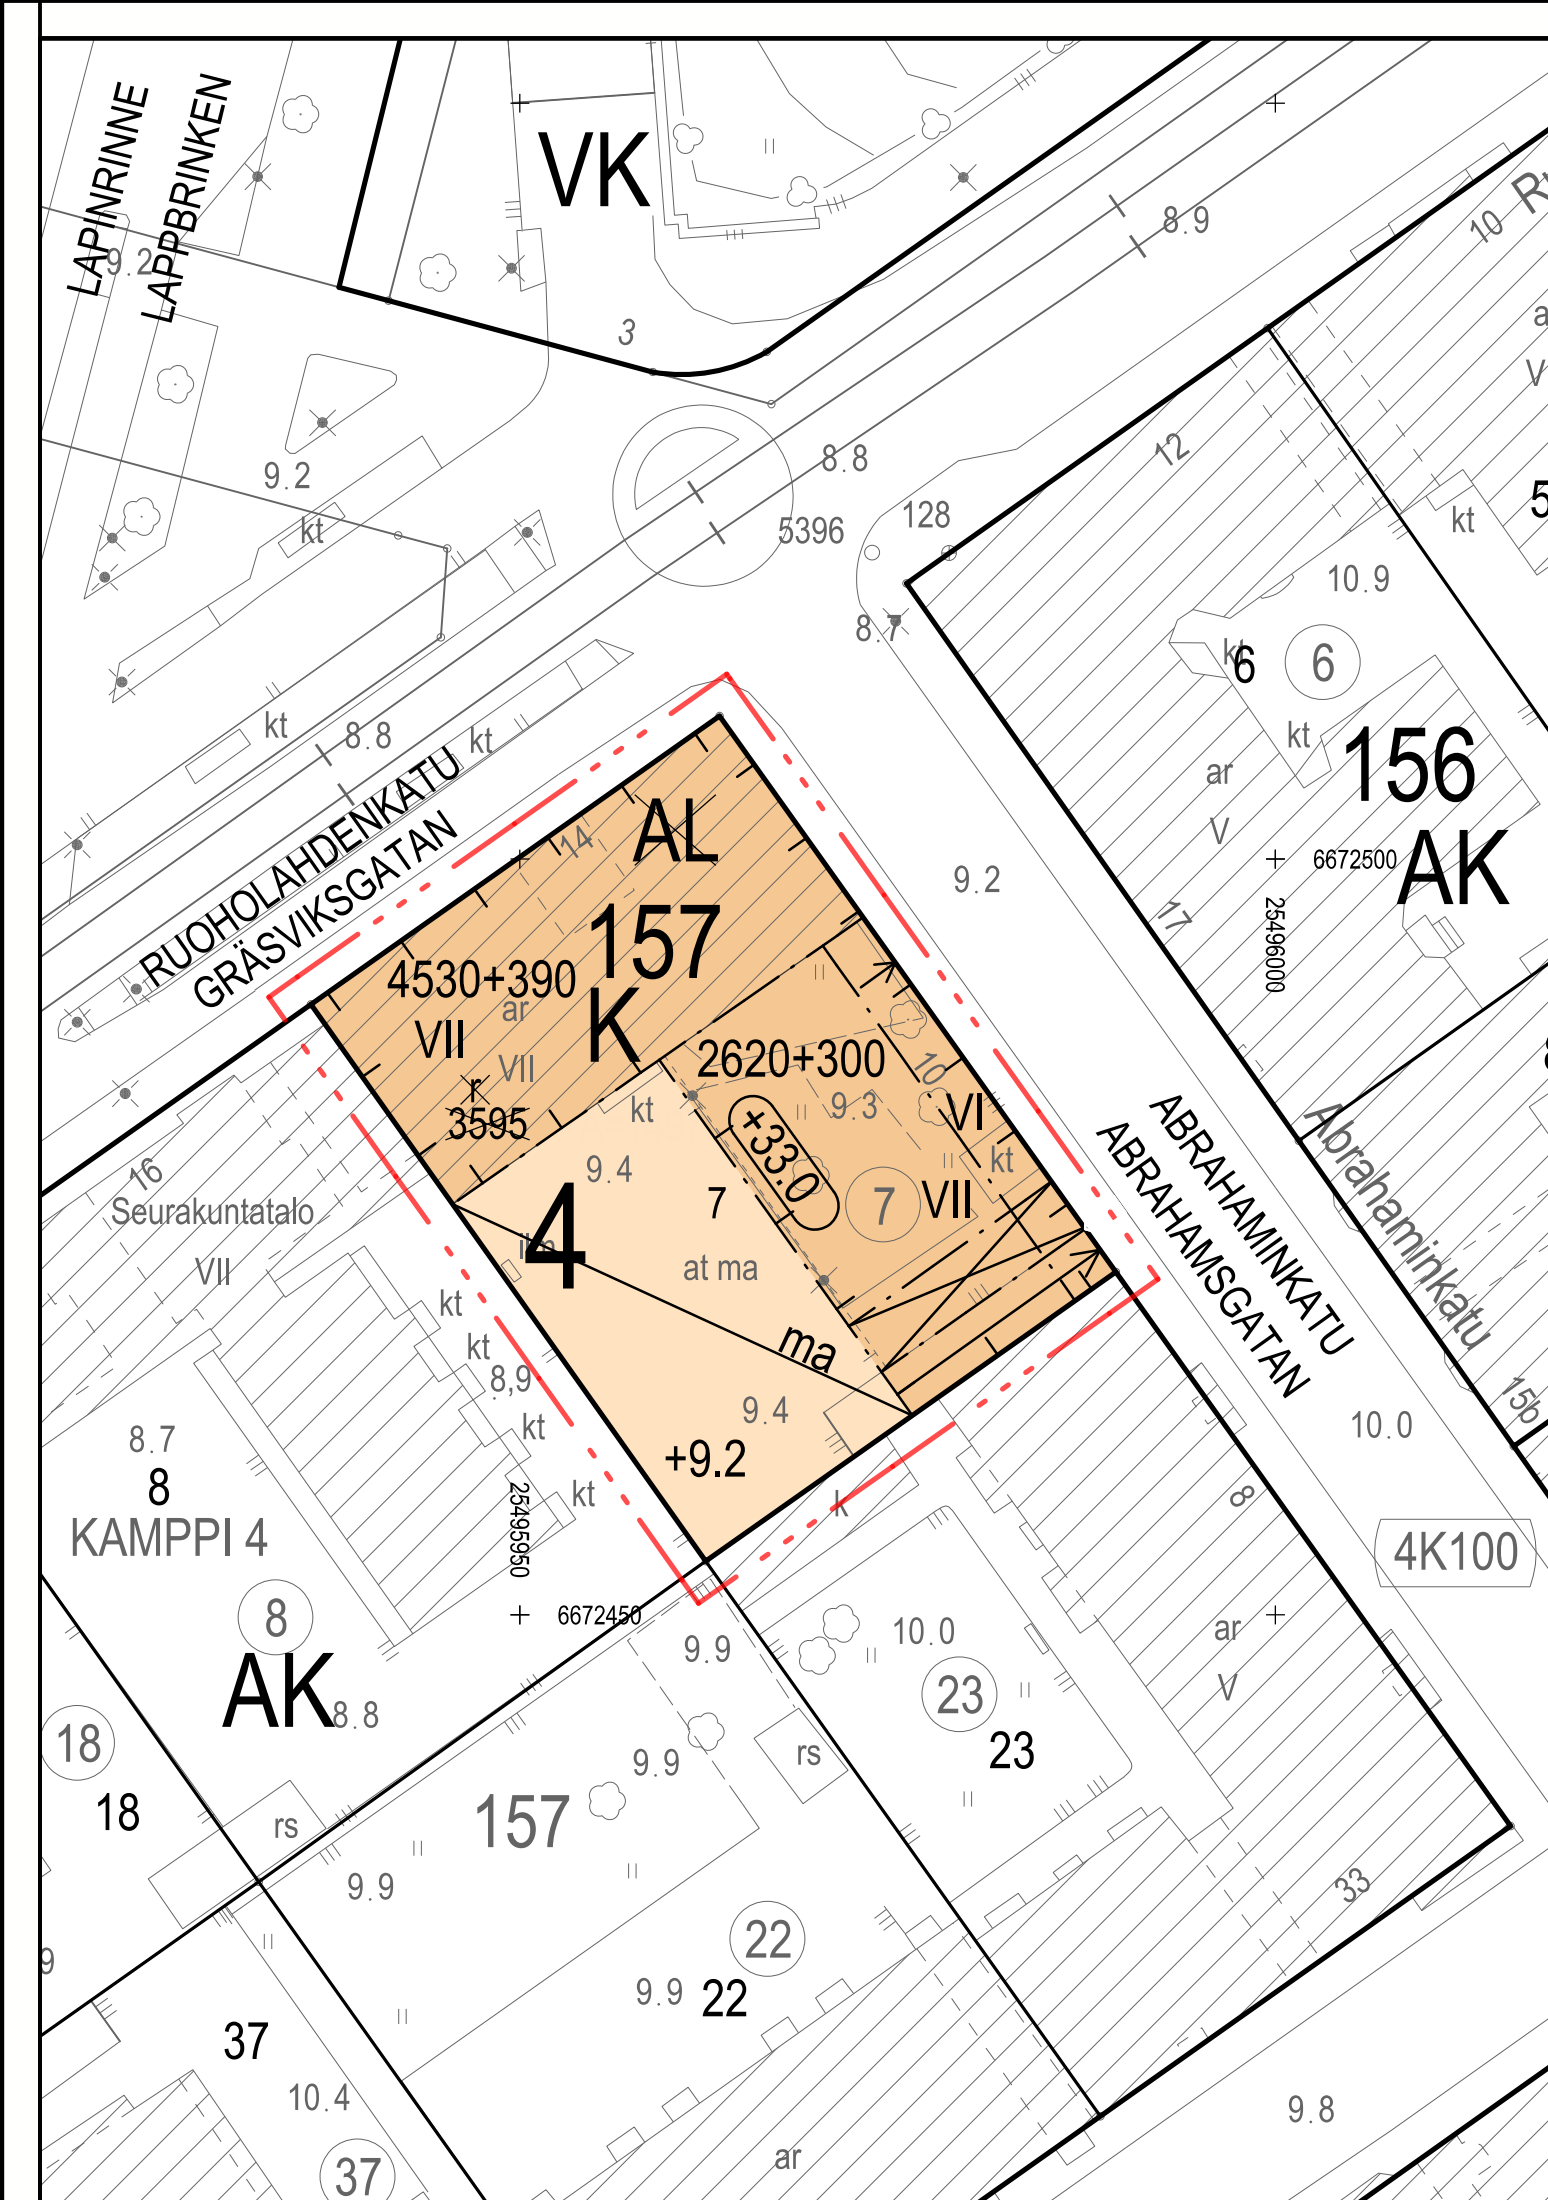 LAPINRINNE
LAPPBRINKEN
VK
9.2
3
8.9
10
12
9.2
kt
8.8
5396
128
8.7
kt
10.9
kt
6
6
kt
156
AK
ar
V
6672500
25496000
17
kt
8.8
kt
RUOHOLAHDENKATU
GRÄSVIKSGATAN
14
AL
157
K
4530+390
VII
ar
VII
r
3595
9.2
2620+300
10
VI
VII
9.3
+33.0
kt
7
7
kt
9.4
4
at ma
ma
9.4
+9.2
k
ABRAHAMINKATU
ABRAHAMSGATAN
Abrahaminkatu
15b
10.0
4K100
8
16
Seurakuntatalo
VII
kt
kt
8,9
kt
kt
8.7
8
KAMPPI 4
8
AK
8.8
25495950
6672450
9.9
10.0
23
23
ar
V
18
18
rs
157
9.9
rs
9.9
22
22
9.9
33
37
10.4
37
ar
9.8